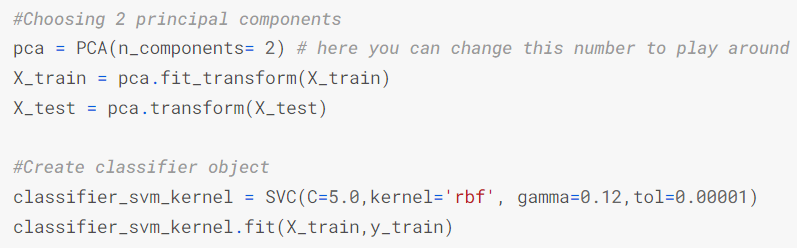 #Choosing 2 principal components
pca = PCA(n_components= 2) # here you can change this number to play around
X_train = pca.fit_transform(X_train)
X_test = pca.transform(X_test)
#Create classifier object
classifier_svm_kernel = SVC(C=5.0,kernel='rbf', gamma=0.12,tol=0.00001)
classifier_svm_kernel.fit(X_train,y_train)